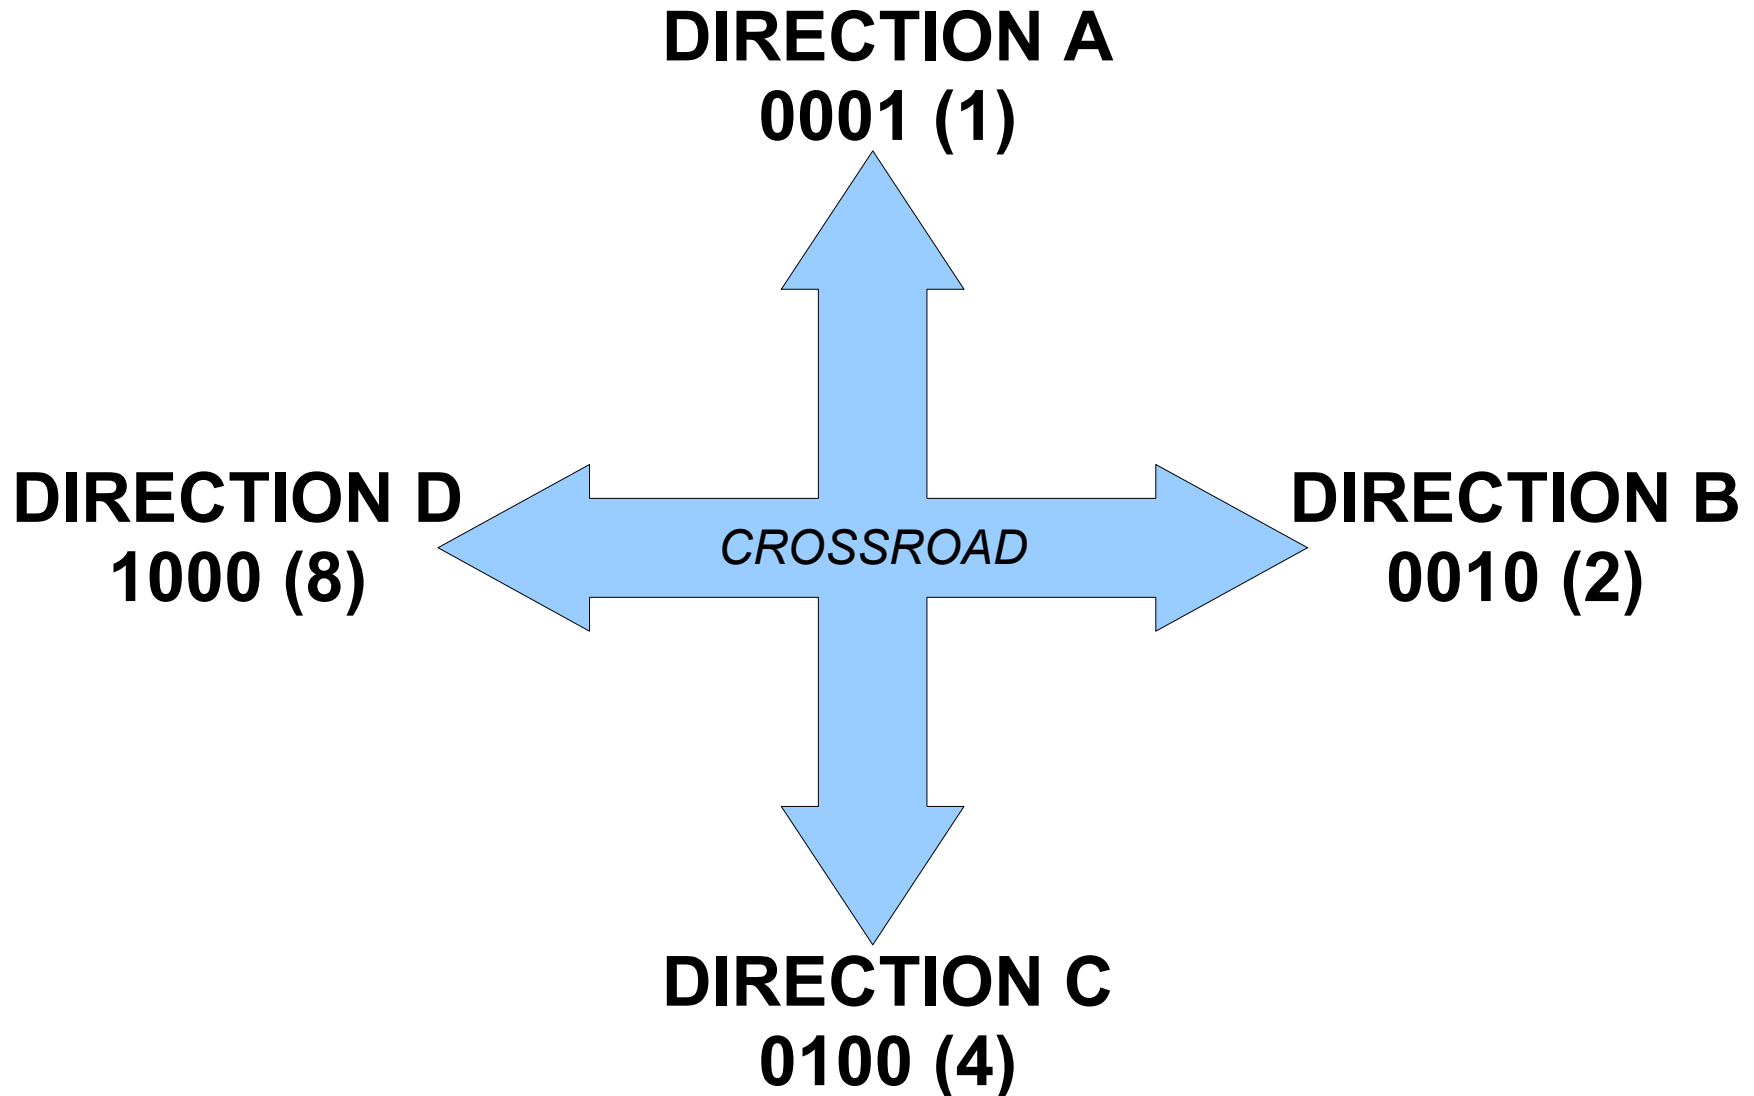 DIRECTION A
0001 (1)
DIRECTION D
1000 (8)
CROSSROAD
DIRECTION B
0010 (2)
DIRECTION C
0100 (4)